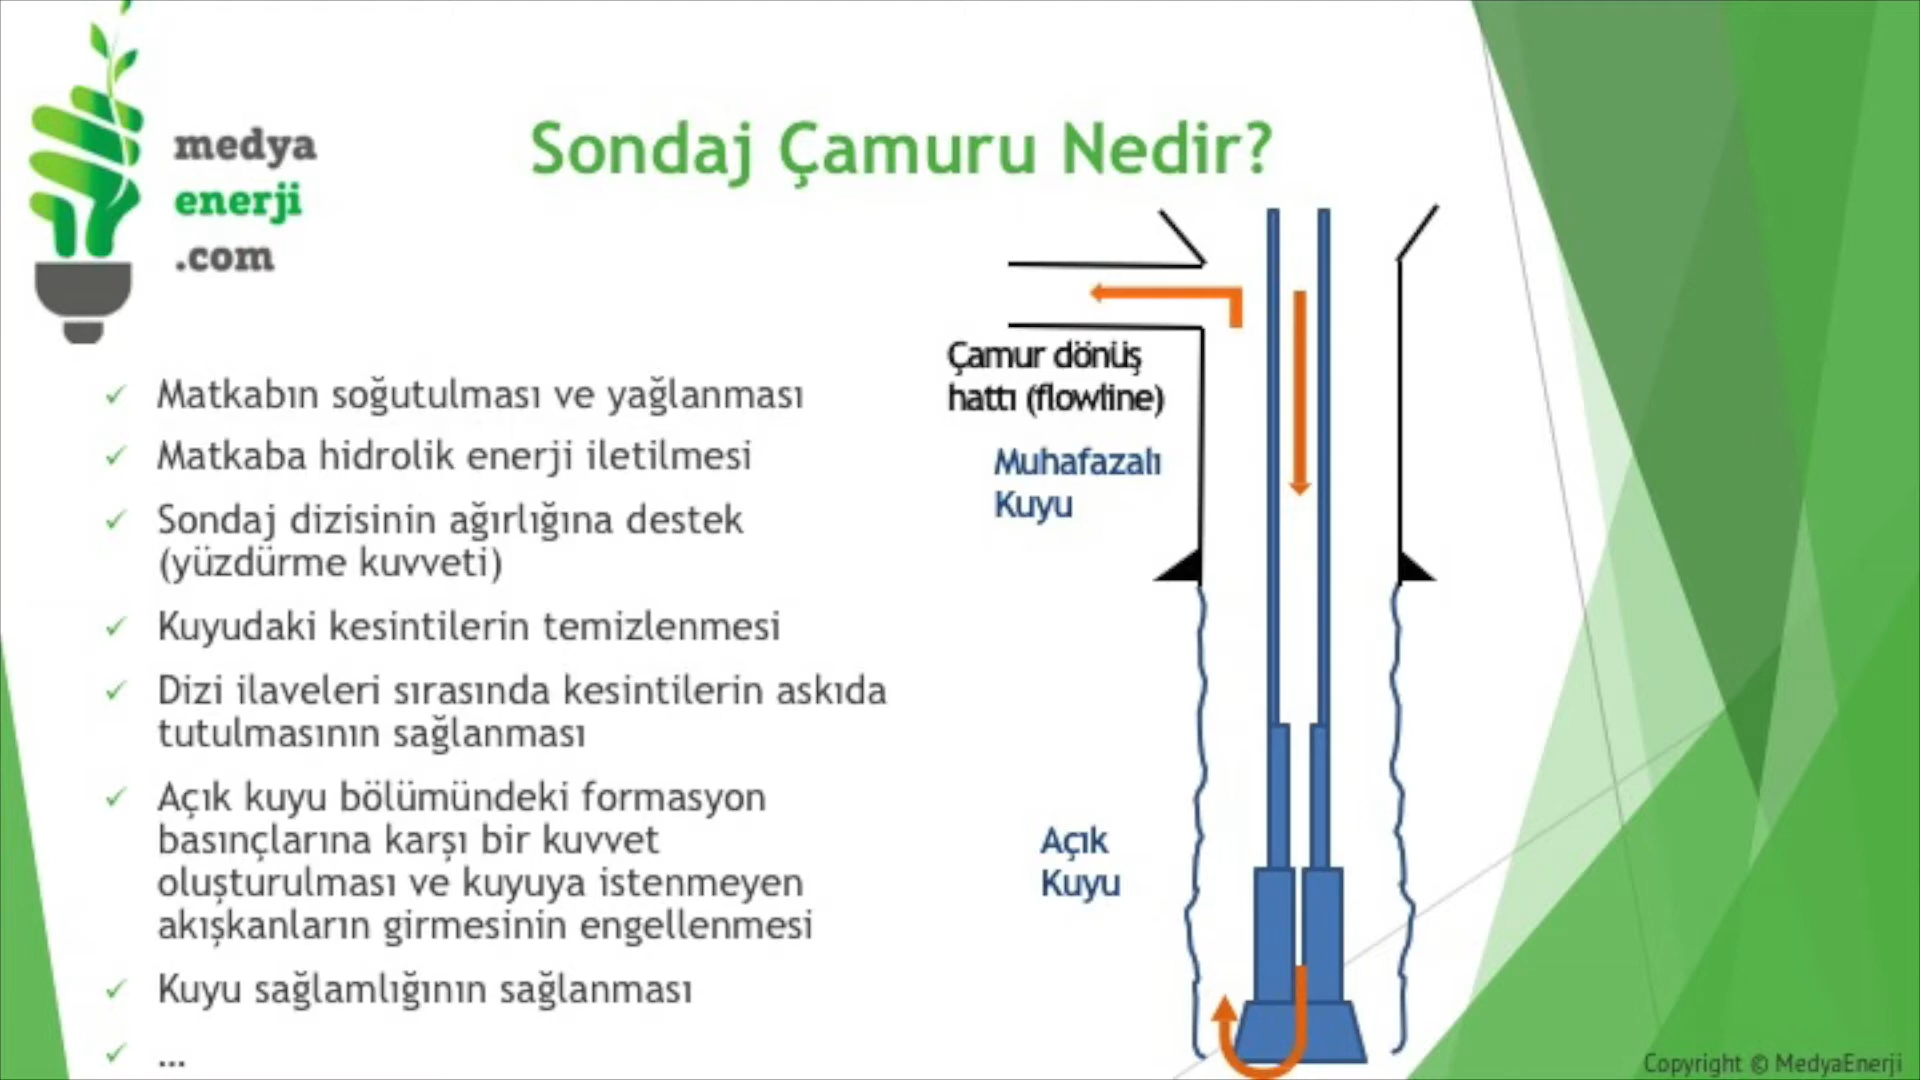 medya
enerji
.com
Sondaj Çamuru Nedir?
✓ Matkabın soğutulması ve yağlanması
✓ Matkaba hidrolik enerji iletilmesi
✓ Sondaj dizisinin ağırlığına destek
(yüzdürme kuvveti)
✓ Kuyudaki kesintilerin temizlenmesi
✓ Dizi ilaveleri sırasında kesintilerin askıda
tutulmasının sağlanması
✓ Açık kuyu bölümündeki formasyon
basınçlarına karşı bir kuvvet
oluşturulması ve kuyuya istenmeyen
akışkanların girmesinin engellenmesi
✓ Kuyu sağlamlığının sağlanması
✓ ...
Çamur dönüş
hattı (flowline)
Muhafazalı
Kuyu
Açık
Kuyu
Copyright © MedyaEnerji